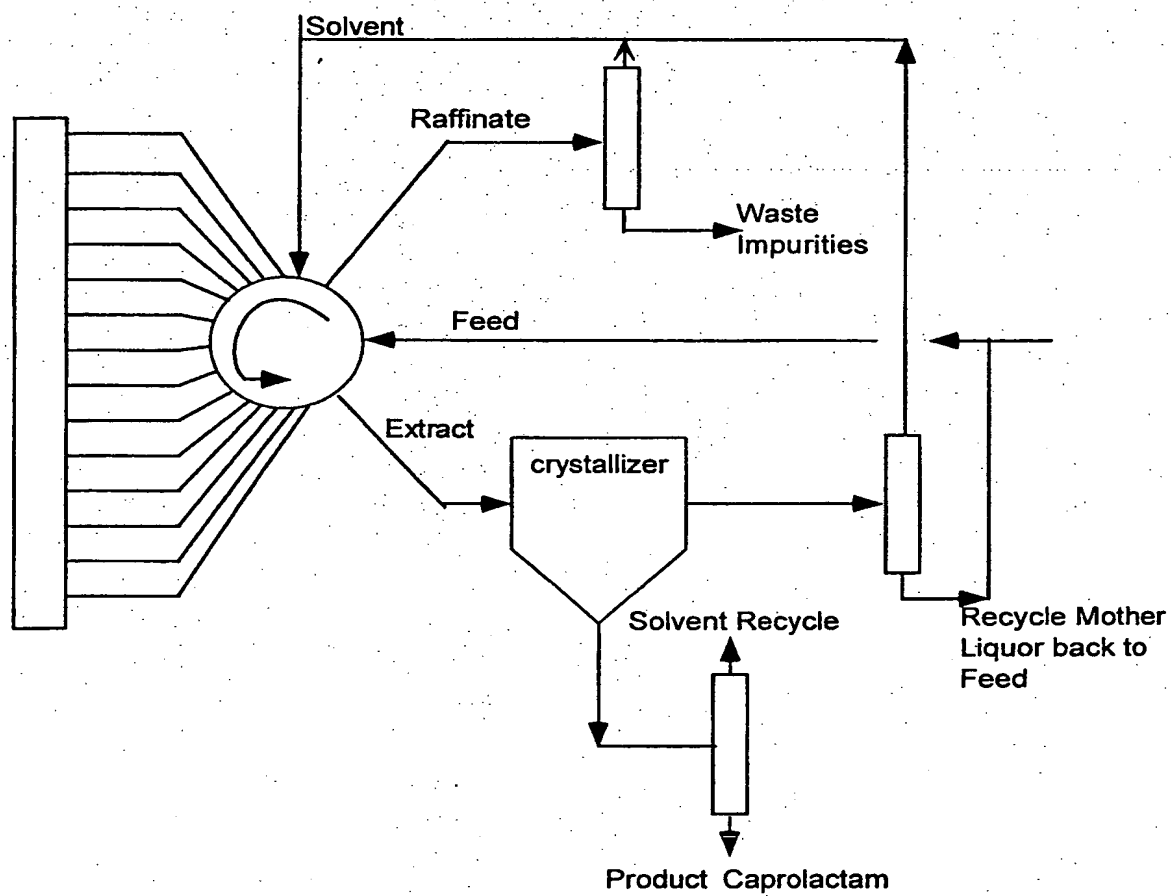 Solvent
Raffinate
Waste
Impurities
Feed
Extract
crystallizer
Solvent Recycle
Recycle Mother
Liquor back to
Feed
Product Caprolactam